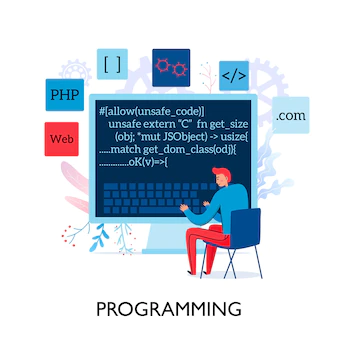 [ ]
</>
PHP
.com
Web
#[allow(unsafe_code)]
unsafe extern "C" fn get_size
(obj; *mut JSObject) -> usize{
.....match get_dom_class(odj){
.............oK(v)=>{
PROGRAMMING